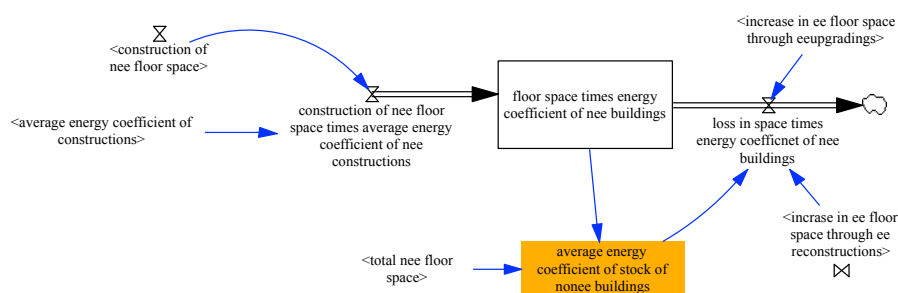 <construction of
nee floor space>
<average energy coefficient of
constructions>
construction of nee floor
space times average energy
coefficient of nee
constructions
floor space times energy
coefficient of nee buildings
<increase in ee floor space
through eeupgradings>
loss in space times
energy coefficnet of nee
buildings
<total nee floor
space>
average energy
coefficient of stock of
nonee buildings
<incrase in ee floor
space through ee
reconstructions>